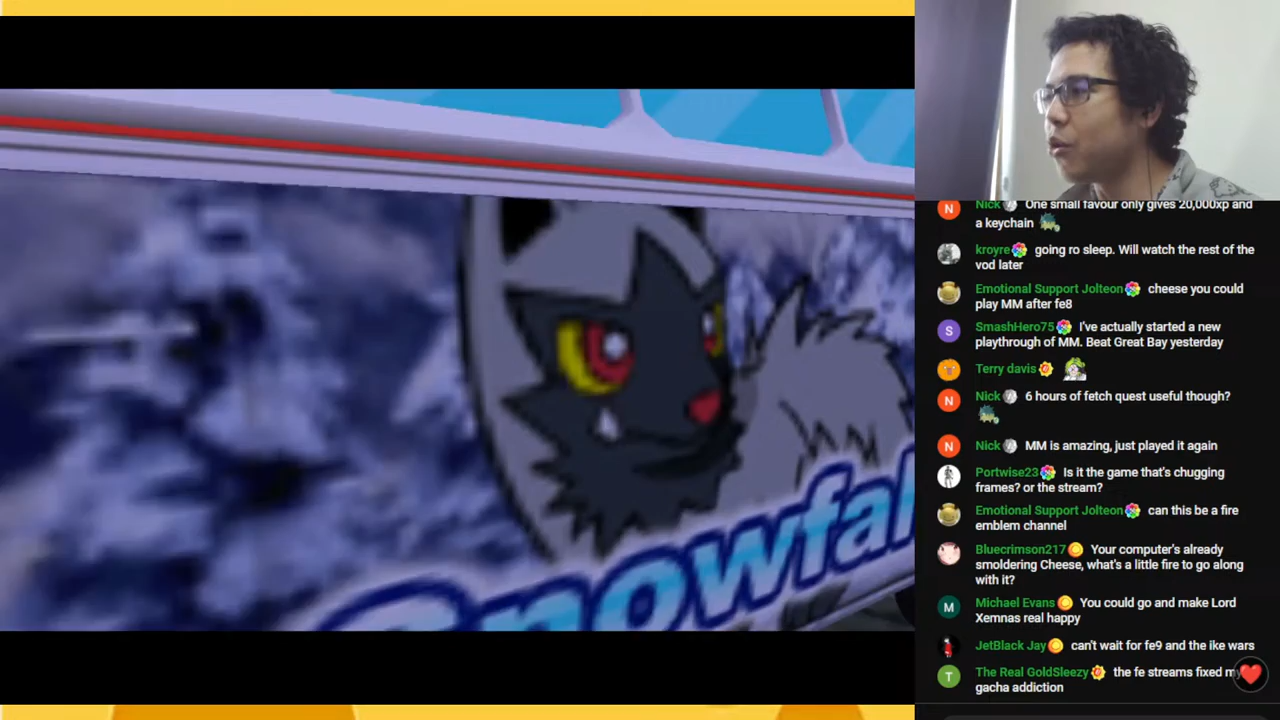 Nick One small favour only gives 20,000xp and
a keychain
kroyre going ro sleep. Will watch the rest of the
vod later
Emotional Support Jolteon cheese you could
play MM after fe8
SmashHero75 I've actually started a new
playthrough of MM. Beat Great Bay yesterday
Terry davis
Nick 6 hours of fetch quest useful though?
Nick MM is amazing, just played it again
Portwise23 Is it the game that's chugging
frames? or the stream?
Emotional Support Jolteon can this be a fire
emblem channel
Bluecrimson217 Your computer's already
smoldering Cheese, what's a little fire to go along
with it?
Michael Evans You could go and make Lord
Xemnas real happy
JetBlack Jay can't wait for fe9 and the ike wars
The Real GoldSleezy the fe streams fixed my
gacha addiction
Snowfal
N
S
N
N
M
T